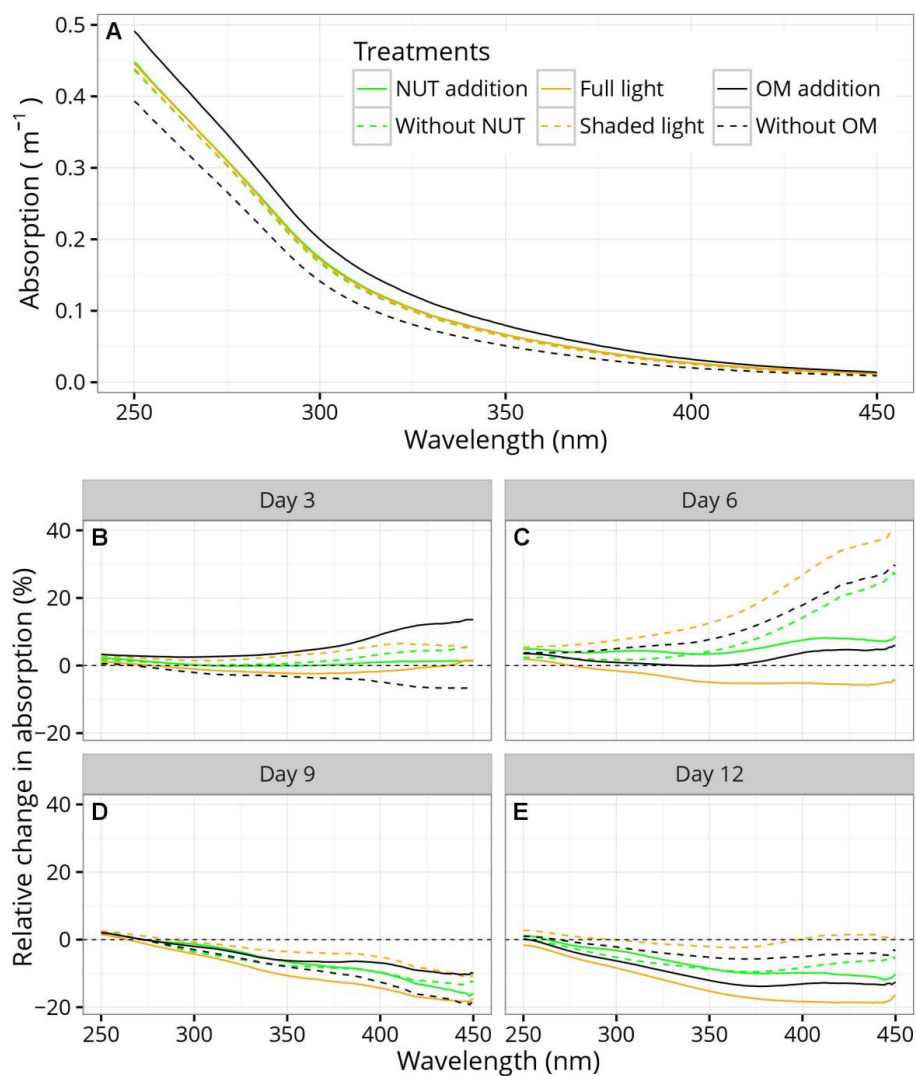 A
Treatments
NUT addition Full light OM addition
Without NUT Shaded light Without OM
Absorption ( m⁻¹)
0.5
0.4
0.3
0.2
0.1
0.0
250 300 350 400 450
Wavelength (nm)
Day 3 Day 6
B C
40
20
0
−20
Day 9 Day 12
D E
40
20
0
−20
Relative change in absorption (%)
250 300 350 400 450 250 300 350 400 450
Wavelength (nm)